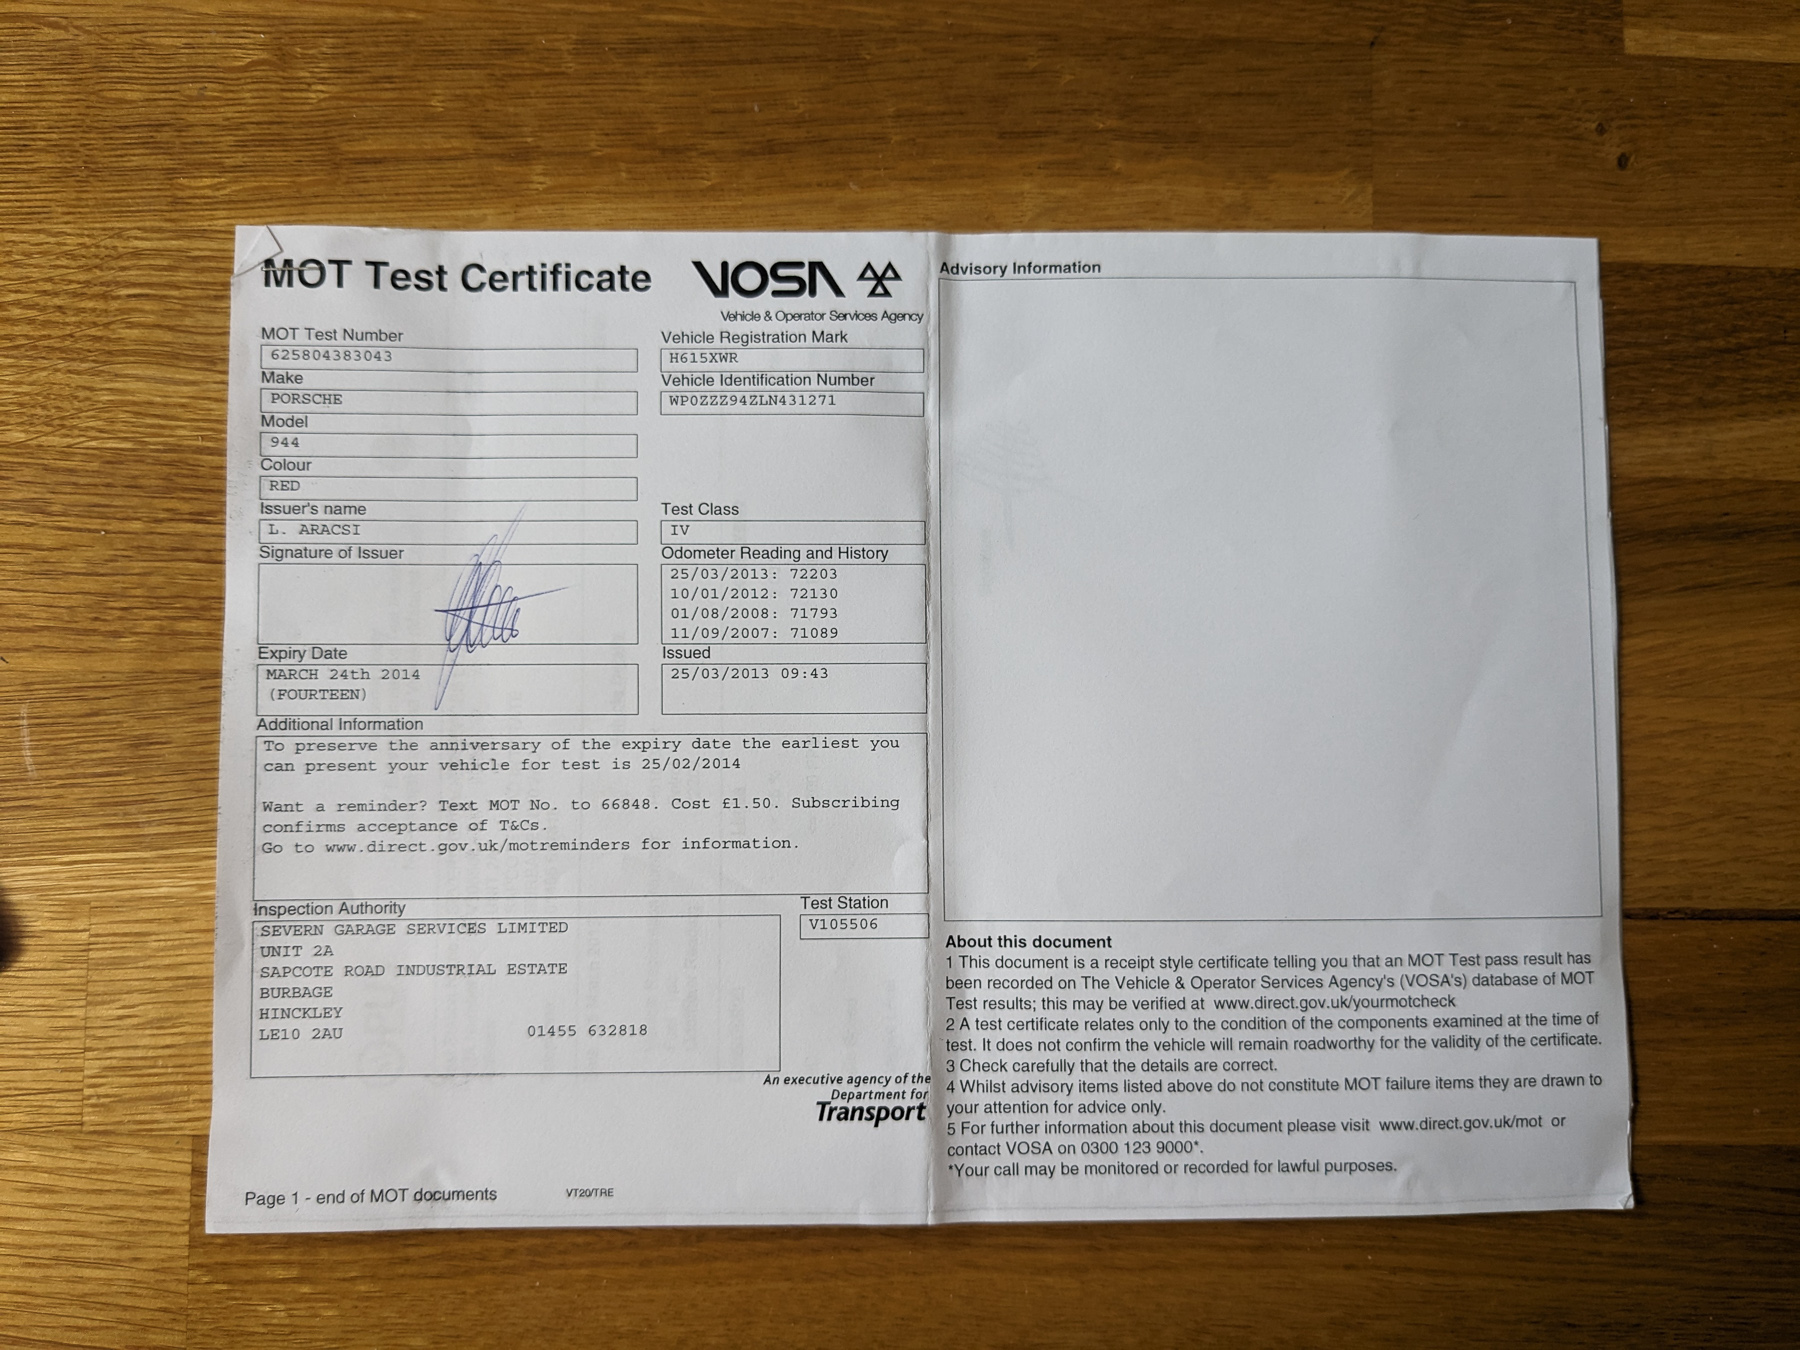 MOT Test Certificate
VOSA
Vehicle & Operator Services Agency
MOT Test Number
625804383043
Vehicle Registration Mark
H615XWR
Make
PORSCHE
Vehicle Identification Number
WP0ZZZ94ZLN431271
Model
944
Colour
RED
Issuer's name
L. ARACSI
Test Class
IV
Signature of Issuer
Odometer Reading and History
25/03/2013: 72203
10/01/2012: 72130
01/08/2008: 71793
11/09/2007: 71089
Expiry Date
MARCH 24th 2014
(FOURTEEN)
Issued
25/03/2013 09:43
Additional Information
To preserve the anniversary of the expiry date the earliest you
can present your vehicle for test is 25/02/2014
Want a reminder? Text MOT No. to 66848. Cost £1.50. Subscribing
confirms acceptance of T&Cs.
Go to www.direct.gov.uk/motreminders for information.
Inspection Authority
SEVERN GARAGE SERVICES LIMITED
UNIT 2A
SAPCOTE ROAD INDUSTRIAL ESTATE
BURBAGE
HINCKLEY
LE10 2AU 01455 632818
Test Station
V105506
An executive agency of the
Department for
Transport
Page 1 - end of MOT documents
VT20/TRE
Advisory Information
About this document
1 This document is a receipt style certificate telling you that an MOT Test pass result has
been recorded on The Vehicle & Operator Services Agency's (VOSA's) database of MOT
Test results; this may be verified at www.direct.gov.uk/yourmotcheck
2 A test certificate relates only to the condition of the components examined at the time of
test. It does not confirm the vehicle will remain roadworthy for the validity of the certificate.
3 Check carefully that the details are correct.
4 Whilst advisory items listed above do not constitute MOT failure items they are drawn to
your attention for advice only.
5 For further information about this document please visit www.direct.gov.uk/mot or
contact VOSA on 0300 123 9000*.
*Your call may be monitored or recorded for lawful purposes.